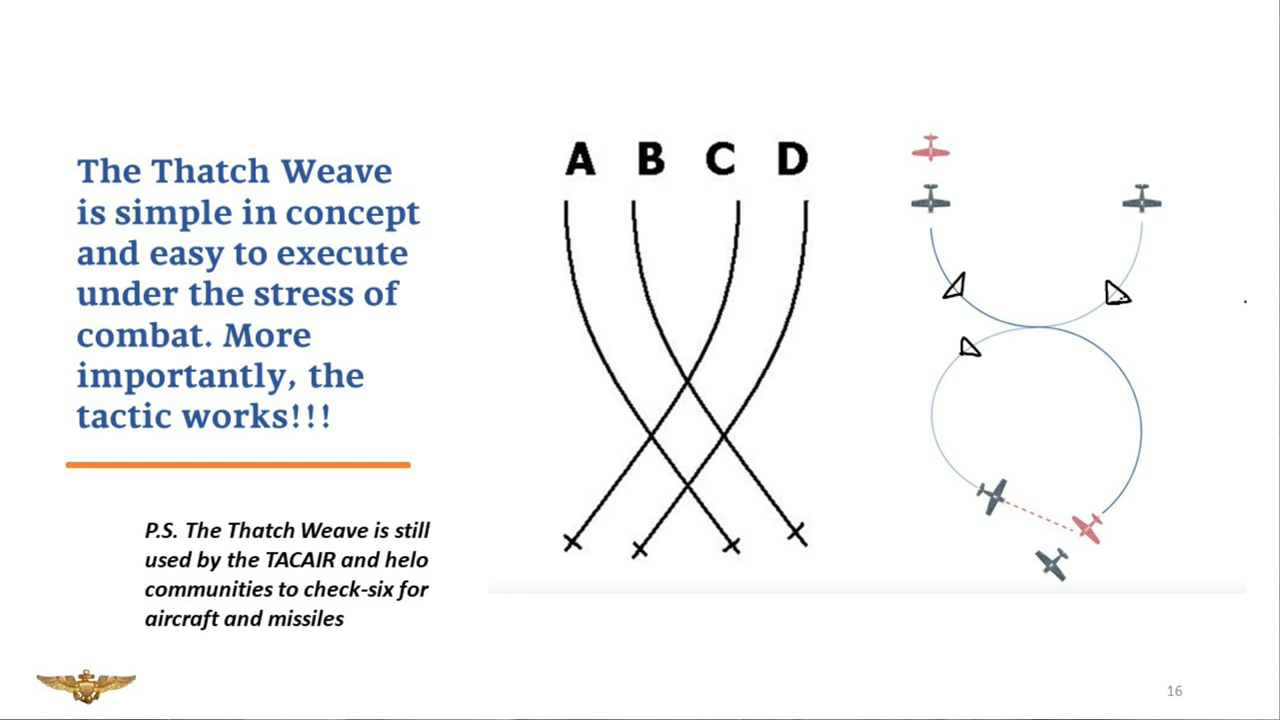 The Thatch Weave
is simple in concept
and easy to execute
under the stress of
combat. More
importantly, the
tactic works!!!
P.S. The Thatch Weave is still
used by the TACAIR and helo
communities to check-six for
aircraft and missiles
A B C D
16